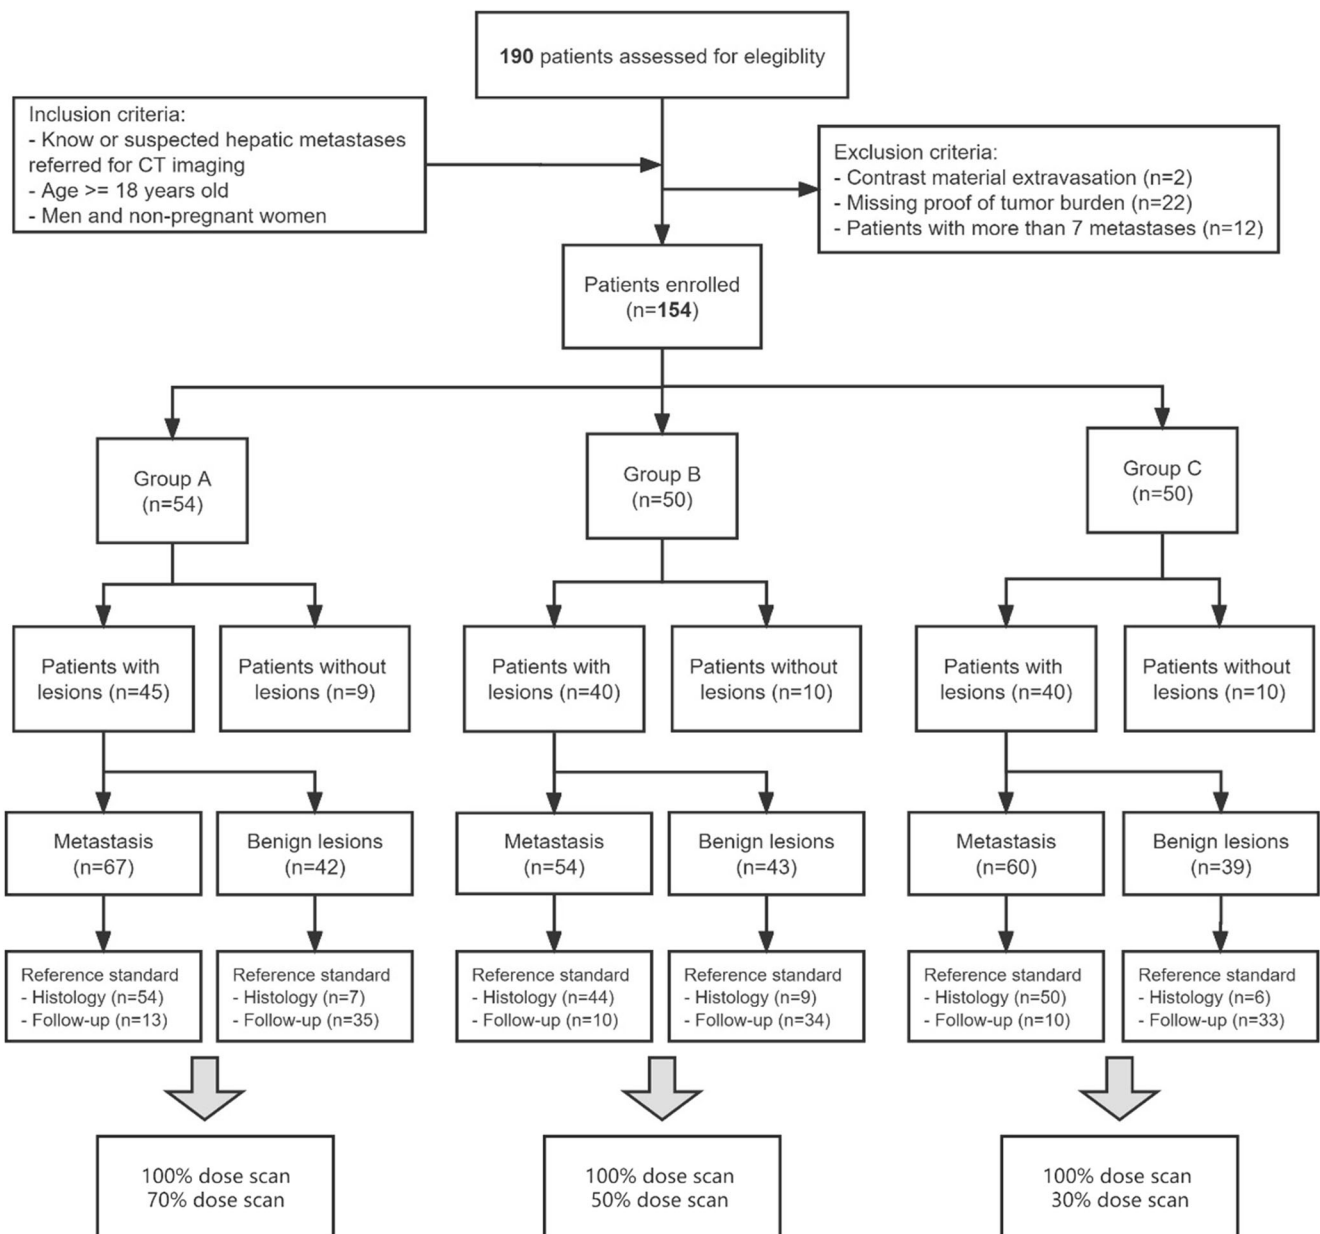 190 patients assessed for elegiblity
Inclusion criteria:
- Know or suspected hepatic metastases
referred for CT imaging
- Age >= 18 years old
- Men and non-pregnant women
Exclusion criteria:
- Contrast material extravasation (n=2)
- Missing proof of tumor burden (n=22)
- Patients with more than 7 metastases (n=12)
Patients enrolled
(n=154)
Group A
(n=54)
Group B
(n=50)
Group C
(n=50)
Patients with
lesions (n=45)
Patients without
lesions (n=9)
Patients with
lesions (n=40)
Patients without
lesions (n=10)
Patients with
lesions (n=40)
Patients without
lesions (n=10)
Metastasis
(n=67)
Benign lesions
(n=42)
Metastasis
(n=54)
Benign lesions
(n=43)
Metastasis
(n=60)
Benign lesions
(n=39)
Reference standard
- Histology (n=54)
- Follow-up (n=13)
Reference standard
- Histology (n=7)
- Follow-up (n=35)
Reference standard
- Histology (n=44)
- Follow-up (n=10)
Reference standard
- Histology (n=9)
- Follow-up (n=34)
Reference standard
- Histology (n=50)
- Follow-up (n=10)
Reference standard
- Histology (n=6)
- Follow-up (n=33)
100% dose scan
70% dose scan
100% dose scan
50% dose scan
100% dose scan
30% dose scan